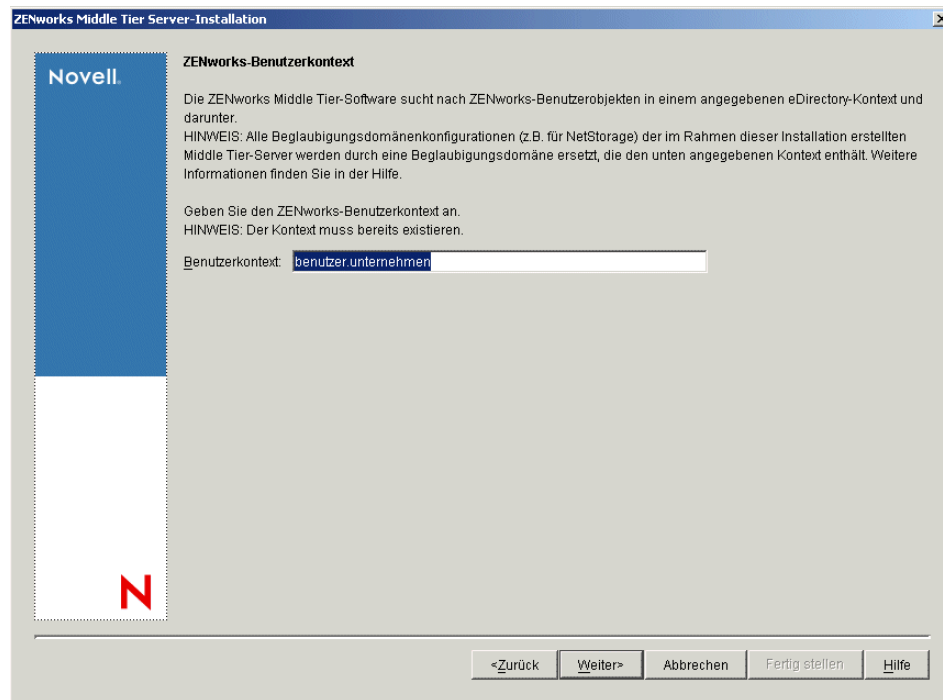 ZENworks Middle Tier Server-Installation
Novell.
ZENworks-Benutzerkontext
Die ZENworks Middle Tier-Software sucht nach ZENworks-Benutzerobjekten in einem angegebenen eDirectory-Kontext und
darunter.
HINWEIS: Alle Beglaubigungsdomänenkonfigurationen (z.B. für NetStorage) der im Rahmen dieser Installation erstellten
Middle Tier-Server werden durch eine Beglaubigungsdomäne ersetzt, die den unten angegebenen Kontext enthält. Weitere
Informationen finden Sie in der Hilfe.
Geben Sie den ZENworks-Benutzerkontext an.
HINWEIS: Der Kontext muss bereits existieren.
Benutzerkontext: benutzer.unternehmen
N
<Zurück Weiter> Abbrechen Fertig stellen Hilfe